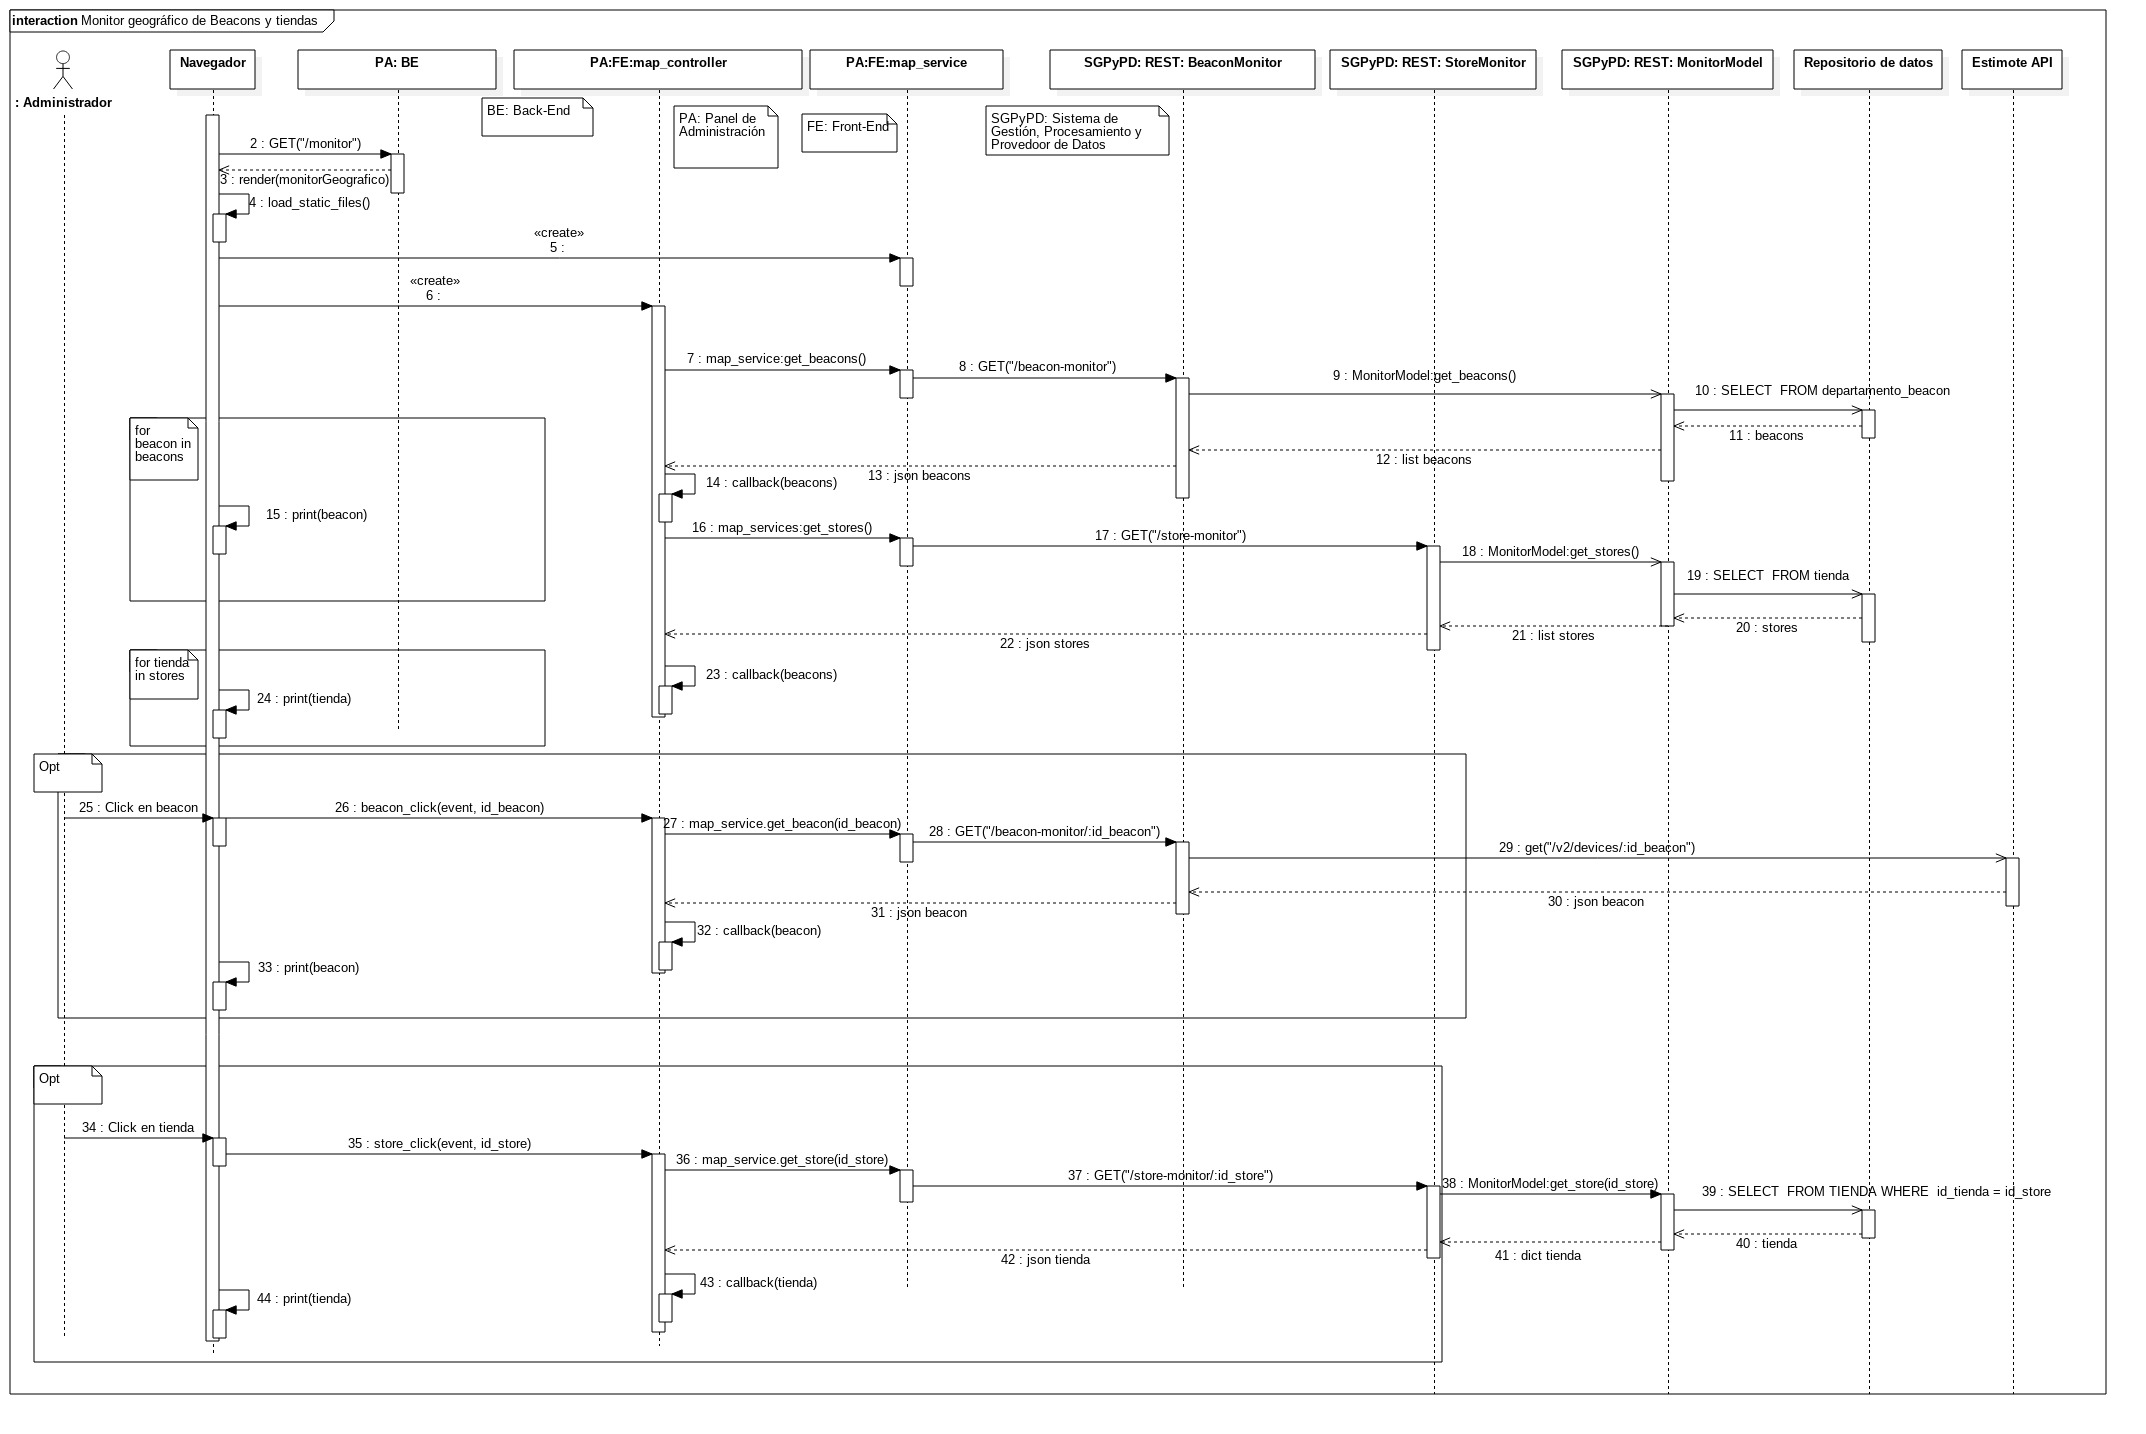 interaction Monitor geográfico de Beacons y tiendas
: Administrador
Navegador
PA: BE
PA:FE:map_controller
PA:FE:map_service
SGPyPD: REST: BeaconMonitor
SGPyPD: REST: StoreMonitor
SGPyPD: REST: MonitorModel
Repositorio de datos
Estimote API
BE: Back-End
PA: Panel de
Administración
FE: Front-End
SGPyPD: Sistema de
Gestión, Procesamiento y
Provedoor de Datos
2 : GET("/monitor")
3 : render(monitorGeografico)
4 : load_static_files()
«create»
5 :
«create»
6 :
7 : map_service:get_beacons()
8 : GET("/beacon-monitor")
9 : MonitorModel:get_beacons()
10 : SELECT  FROM departamento_beacon
11 : beacons
12 : list beacons
13 : json beacons
14 : callback(beacons)
for
beacon in
beacons
15 : print(beacon)
16 : map_services:get_stores()
17 : GET("/store-monitor")
18 : MonitorModel:get_stores()
19 : SELECT  FROM tienda
20 : stores
21 : list stores
22 : json stores
23 : callback(beacons)
for tienda
in stores
24 : print(tienda)
Opt
25 : Click en beacon
26 : beacon_click(event, id_beacon)
27 : map_service.get_beacon(id_beacon)
28 : GET("/beacon-monitor/:id_beacon")
29 : get("/v2/devices/:id_beacon")
30 : json beacon
31 : json beacon
32 : callback(beacon)
33 : print(beacon)
Opt
34 : Click en tienda
35 : store_click(event, id_store)
36 : map_service.get_store(id_store)
37 : GET("/store-monitor/:id_store")
38 : MonitorModel:get_store(id_store)
39 : SELECT  FROM TIENDA WHERE  id_tienda = id_store
40 : tienda
41 : dict tienda
42 : json tienda
43 : callback(tienda)
44 : print(tienda)